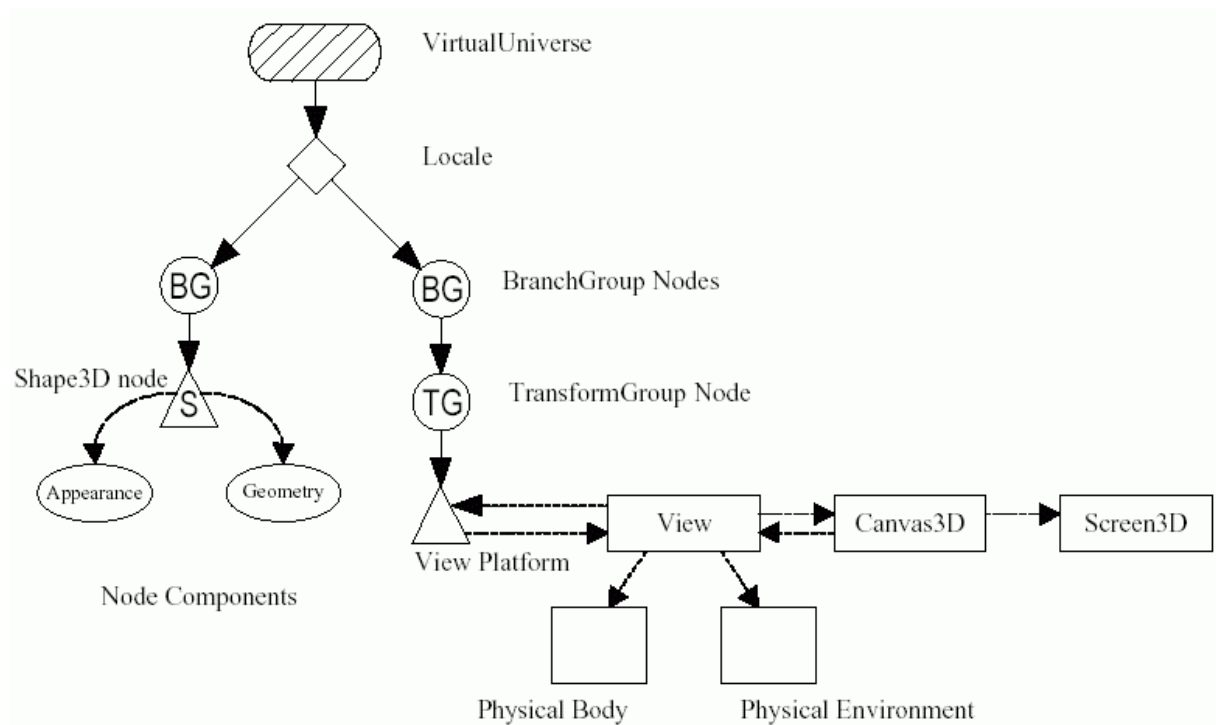 VirtualUniverse
Locale
BG
BG
BranchGroup Nodes
Shape3D node
S
TG
TransformGroup Node
Appearance
Geometry
View
Canvas3D
Screen3D
View Platform
Node Components
Physical Body
Physical Environment